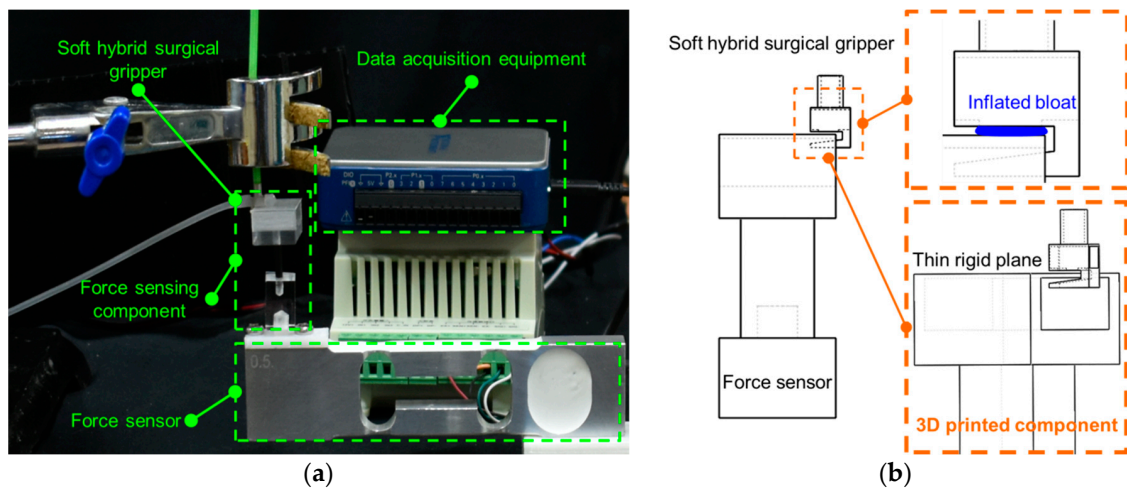 Soft hybrid surgical
gripper
Data acquisition equipment
Force sensing
component
0.5
Force sensor
(a)
Soft hybrid surgical gripper
Inflated bloat
Thin rigid plane
Force sensor
3D printed component
(b)